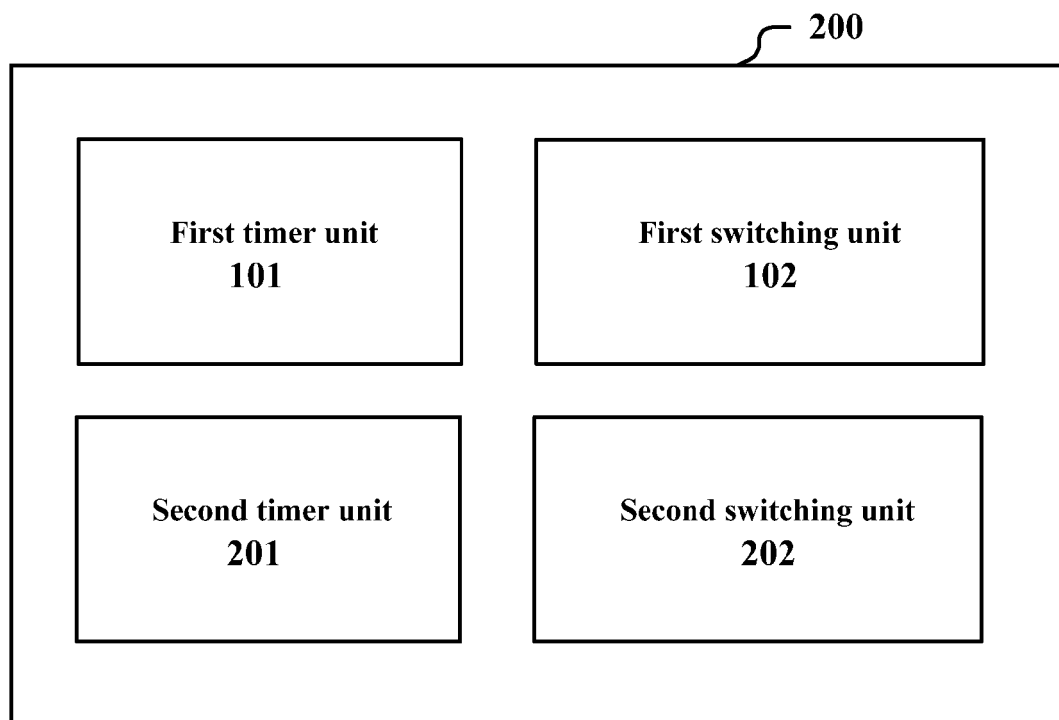 200
First timer unit
101
First switching unit
102
Second timer unit
201
Second switching unit
202